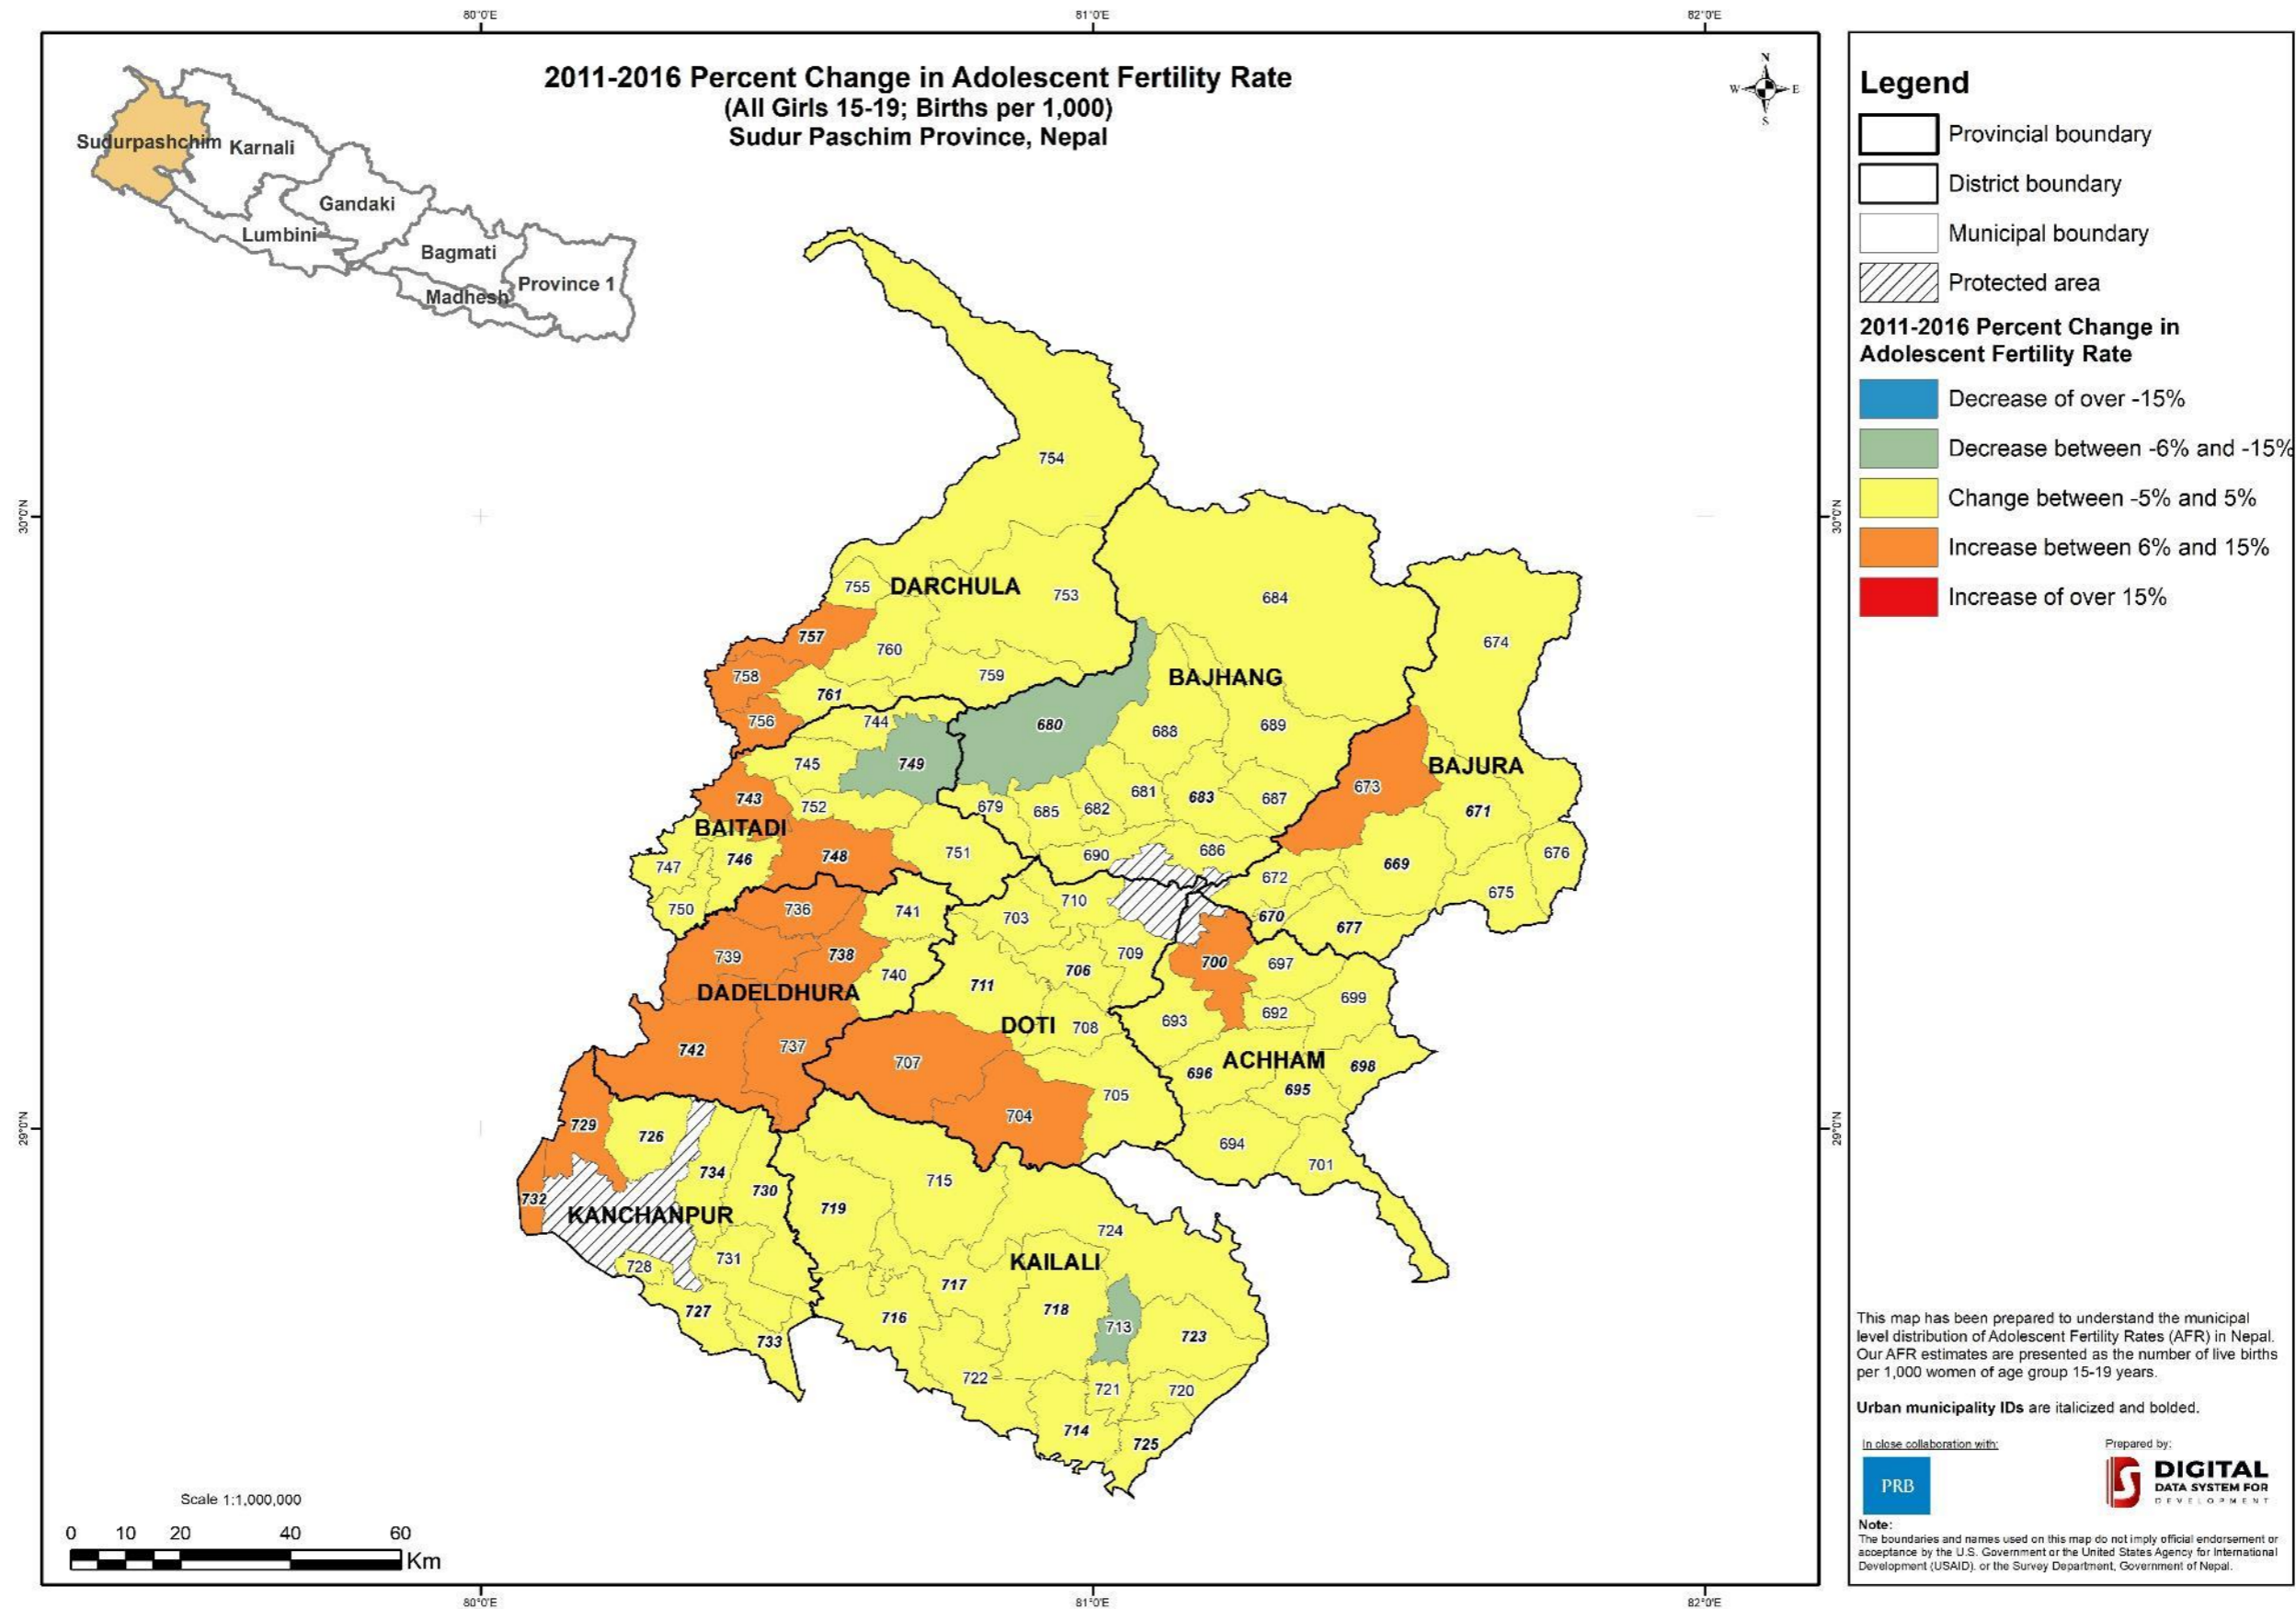 80°0'E
81°0'E
82°0'E
2011-2016 Percent Change in Adolescent Fertility Rate
(All Girls 15-19; Births per 1,000)
Sudur Paschim Province, Nepal
N
W
E
S
Sudurpashchim
Karnali
Gandaki
Lumbini
Bagmati
Province 1
Madhesh
30°0'N
30°0'N
754
755
DARCHULA
753
684
757
674
760
758
759
BAJHANG
761
756
744
680
688
689
745
749
BAJURA
673
681
683
687
743
752
679
685
682
671
BAITADI
747
746
748
751
690
686
669
676
672
675
750
736
741
703
710
670
677
739
738
740
709
700
697
711
706
DADELDHURA
699
692
DOTI
708
693
742
737
707
ACHHAM
698
696
695
705
704
29°0'N
29°0'N
729
726
694
701
734
715
732
730
719
KANCHANPUR
724
731
KAILALI
728
717
718
727
716
713
723
733
722
721
720
714
725
Scale 1:1,000,000
0 10 20 40 60
Km
80°0'E
81°0'E
82°0'E
Legend
Provincial boundary
District boundary
Municipal boundary
Protected area
2011-2016 Percent Change in
Adolescent Fertility Rate
Decrease of over -15%
Decrease between -6% and -15%
Change between -5% and 5%
Increase between 6% and 15%
Increase of over 15%
This map has been prepared to understand the municipal
level distribution of Adolescent Fertility Rates (AFR) in Nepal.
Our AFR estimates are presented as the number of live births
per 1,000 women of age group 15-19 years.
Urban municipality IDs are italicized and bolded.
In close collaboration with:
Prepared by:
PRB
DIGITAL
DATA SYSTEM FOR
DEVELOPMENT
Note:
The boundaries and names used on this map do not imply official endorsement or
acceptance by the U.S. Government or the United States Agency for International
Development (USAID). or the Survey Department, Government of Nepal.